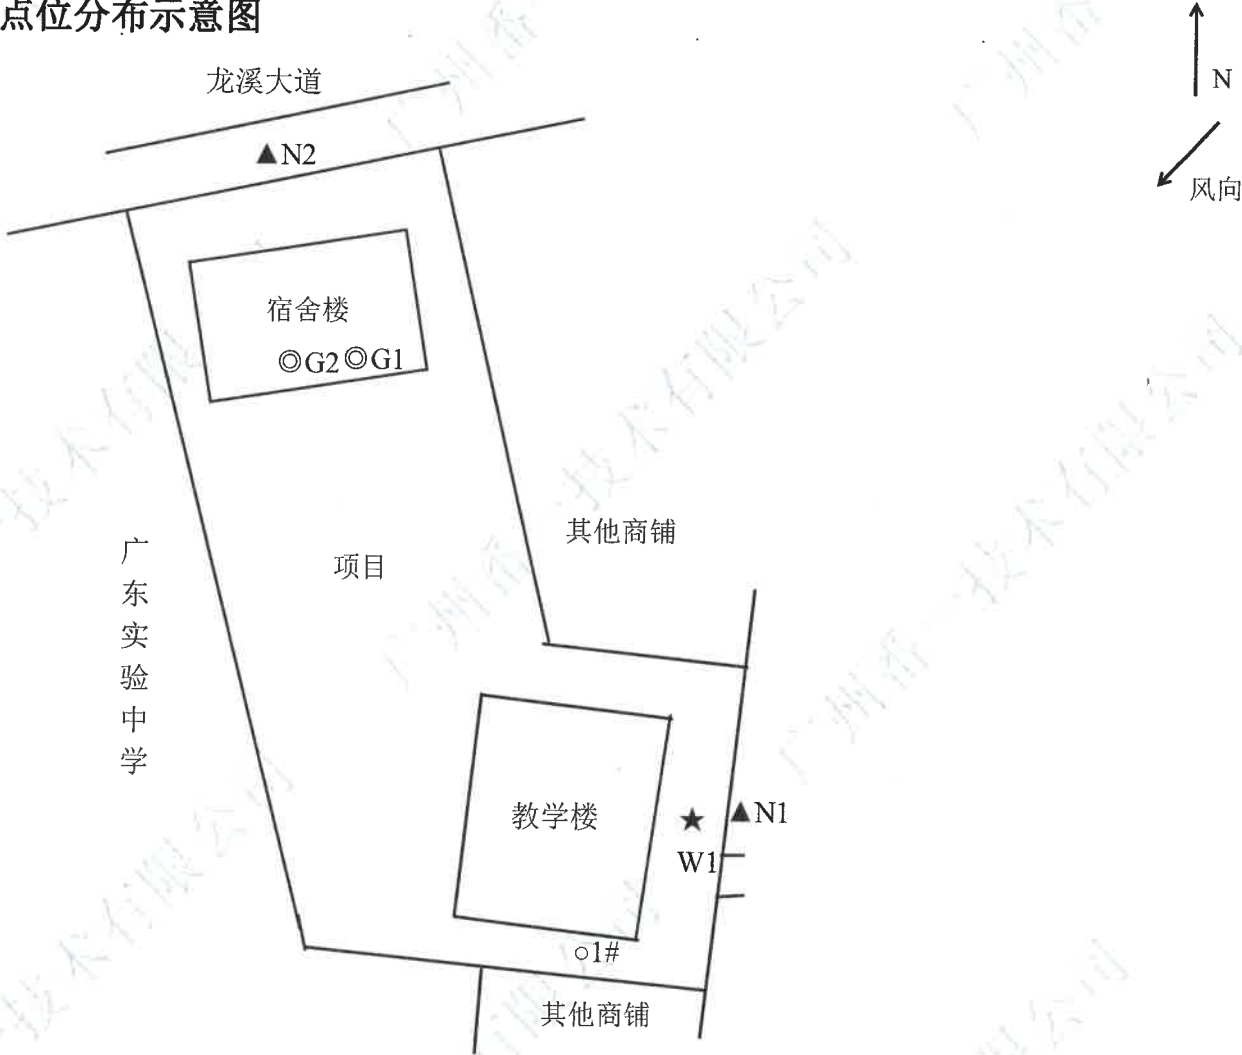 点位分布示意图
龙溪大道
N
▲N2
风向
宿舍楼
◎G2 ◎G1
其他商铺
项目
广东实验中学
教学楼
★
▲N1
W1
○1#
其他商铺